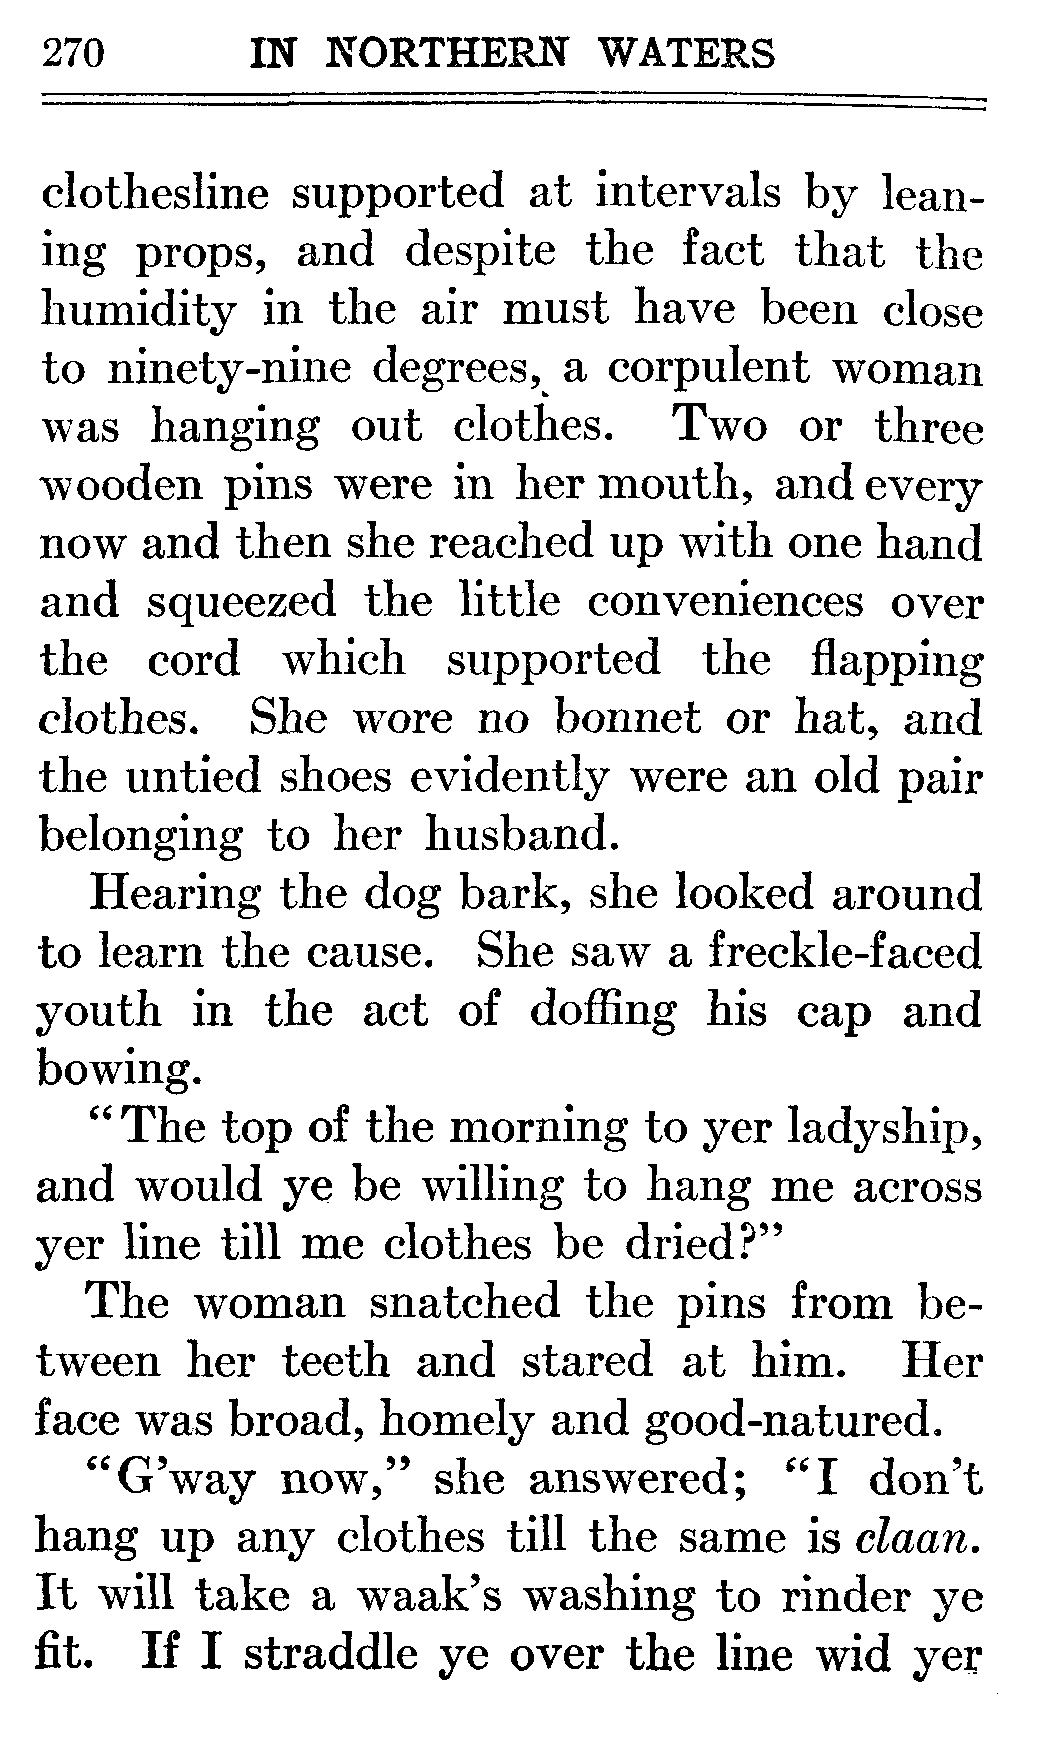 270 IN NORTHERN WATERS
clothesline supported at intervals by lean-
ing props, and despite the fact that the
humidity in the air must have been close
to ninety-nine degrees, a corpulent woman
was hanging out clothes. Two or three
wooden pins were in her mouth, and every
now and then she reached up with one hand
and squeezed the little conveniences over
the cord which supported the flapping
clothes. She wore no bonnet or hat, and
the untied shoes evidently were an old pair
belonging to her husband.
Hearing the dog bark, she looked around
to learn the cause. She saw a freckle-faced
youth in the act of doffing his cap and
bowing.
“The top of the morning to yer ladyship,
and would ye be willing to hang me across
yer line till me clothes be dried?”
The woman snatched the pins from be-
tween her teeth and stared at him. Her
face was broad, homely and good-natured.
“G’way now,” she answered; “I don’t
hang up any clothes till the same is claan.
It will take a waak’s washing to rinder ye
fit. If I straddle ye over the line wid yer